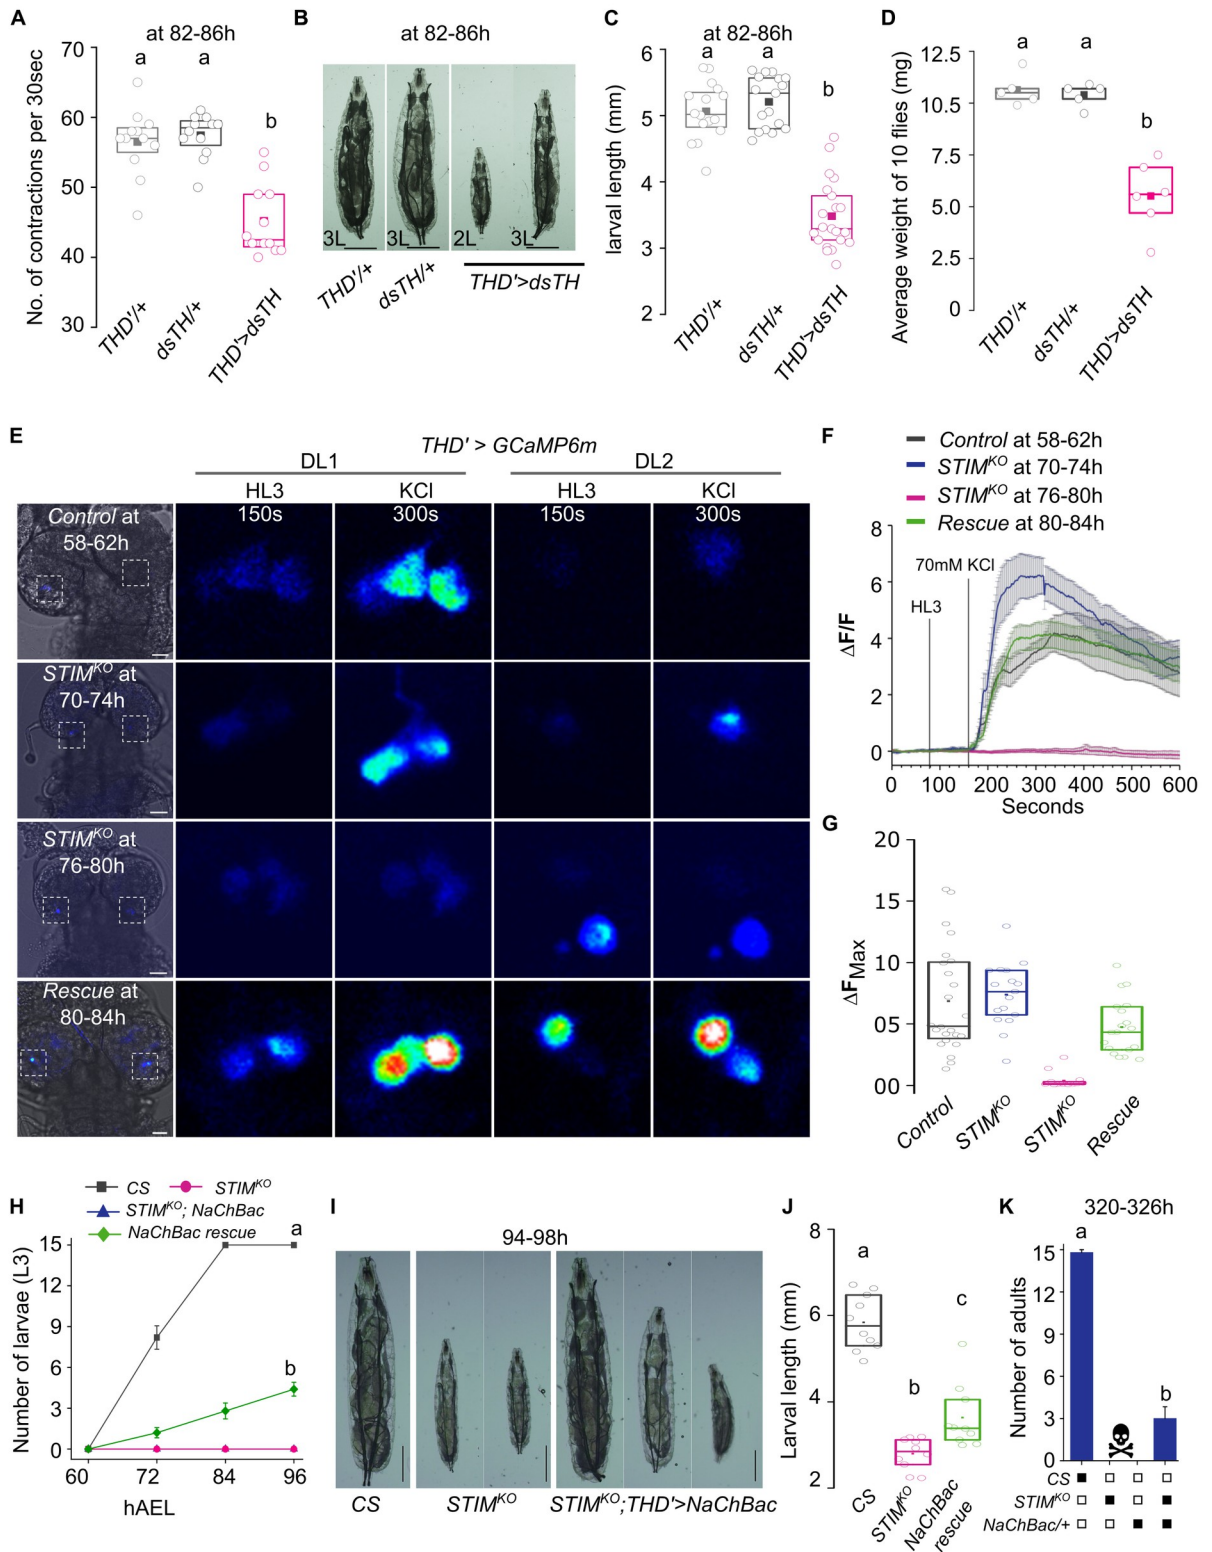 A
at 82-86h
No. of contractions per 30sec
70
60
50
40
30
a
a
b
THD'/+
dsTH/+
THD'>dsTH
B
at 82-86h
3L
3L
2L
3L
THD'/+
dsTH/+
THD'>dsTH
C
at 82-86h
larval length (mm)
6
5
4
3
2
a
a
b
THD'/+
dsTH/+
THD'>dsTH
D
Average weight of 10 flies (mg)
12.5
10.5
7.5
5.0
2.5
0
a
a
b
THD'/+
dsTH/+
THD'>dsTH
E
THD' > GCaMP6m
DL1
DL2
HL3
KCl
HL3
KCl
150s
300s
150s
300s
Control at
58-62h
STIMᴷᴼ at
70-74h
STIMᴷᴼ at
76-80h
Rescue at
80-84h
F
Control at 58-62h
STIMᴷᴼ at 70-74h
STIMᴷᴼ at 76-80h
Rescue at 80-84h
ΔF/F
8
6
4
2
0
70mM KCl
HL3
0 100 200 300 400 500 600
Seconds
G
ΔFMax
20
15
10
05
00
Control
STIMᴷᴼ
STIMᴷᴼ
Rescue
H
CS
STIMᴷᴼ
STIMᴷᴼ; NaChBac
NaChBac rescue
Number of larvae (L3)
15
9
6
3
0
a
b
60 72 84 96
hAEL
I
94-98h
CS
STIMᴷᴼ
STIMᴷᴼ;THD'>NaChBac
J
Larval length (mm)
8
6
4
2
a
b
c
CS
STIMᴷᴼ
NaChBac
rescue
K
320-326h
Number of adults
15
12
9
6
3
0
a
b
CS
STIMᴷᴼ
NaChBac/+